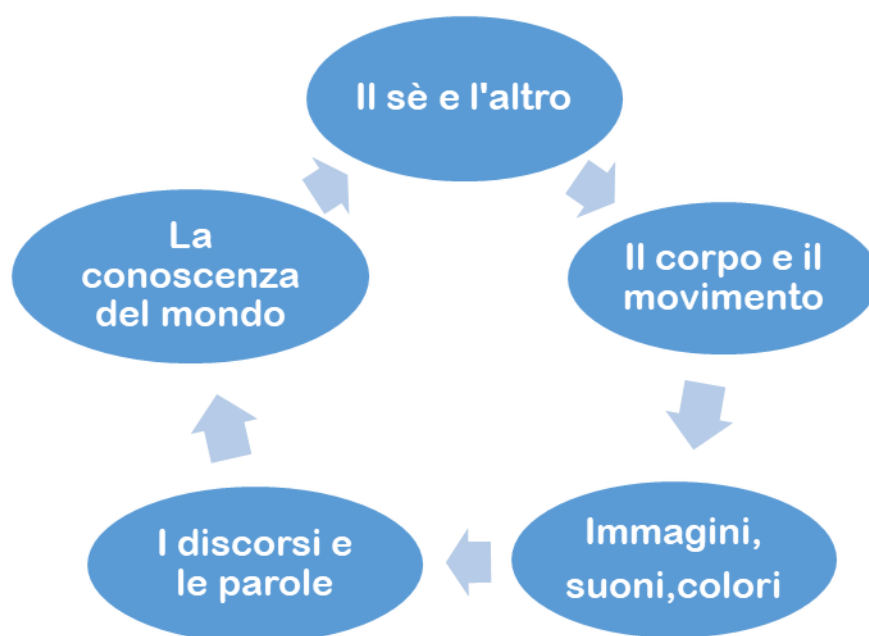 Il sè e l'altro
Il corpo e il
movimento
Immagini,
suoni,colori
I discorsi e
le parole
La
conoscenza
del mondo